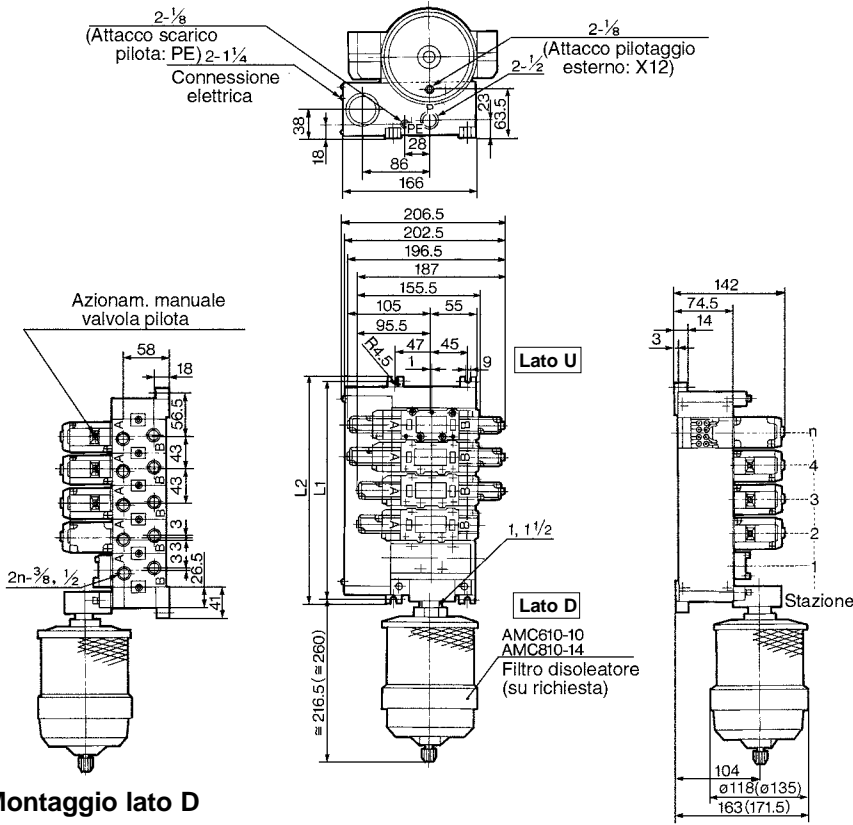 2-1/8
(Attacco scarico
pilota: PE)
2-1 1/4
Connessione
elettrica
2-1/8
(Attacco pilotaggio
esterno: X12)
2-1/2
23
63.5
38
18
PE
P
28
86
166
206.5
202.5
196.5
187
155.5
105
55
95.5
47
45
R4.5
1
9
Lato U
Azionam. manuale
valvola pilota
58
18
56.5
43
43
3
3.3
26.5
41
A
A
A
A
A
B
B
B
B
B
2n-3/8, 1/2
L2
L1
A
A
A
A
B
B
B
B
1, 1 1/2
Lato D
AMC610-10
AMC810-14
Filtro disoleatore
(su richiesta)
≅ 216.5(≅ 260)
142
74.5
14
3
n
4
3
2
1
Stazione
104
ø118(ø135)
163(171.5)
Montaggio lato D